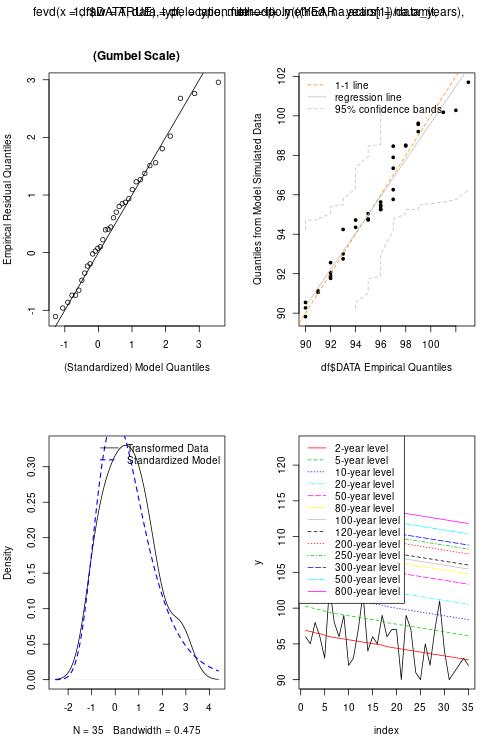 fevd(x =
(Gumbel Scale)
Empirical Residual Quantiles
3
2
1
0
-1
-1 0 1 2 3
(Standardized) Model Quantiles
1-1 line
regression line
95% confidence bands
Quantiles from Model Simulated Data
102
100
96
94
92
90
90 92 94 96 98 100
df$DATA Empirical Quantiles
Transformed Data
Standardized Model
Density
0.30
0.25
0.20
0.15
0.10
0.05
0.00
-2 -1 0 1 2 3 4
N = 35 Bandwidth = 0.475
2-year level
5-year level
10-year level
20-year level
50-year level
80-year level
100-year level
120-year level
200-year level
250-year level
300-year level
500-year level
800-year level
y
120
110
100
95
90
0 5 10 15 20 25 30 35
index